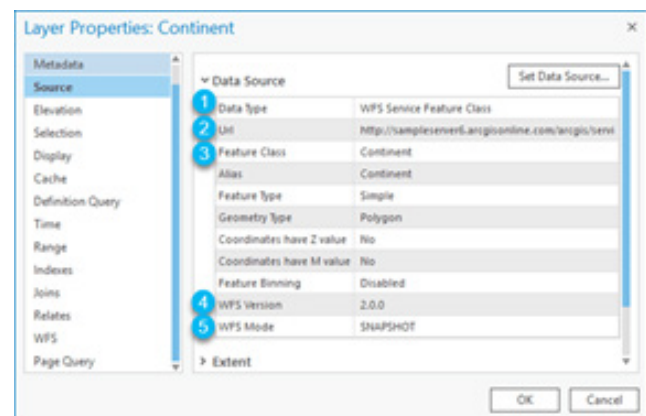 Layer Properties: Continent
Metadata
Source
Elevation
Selection
Display
Cache
Definition Query
Time
Range
Indexes
Joins
Relates
WFS
Page Query
Data Source
Set Data Source...
1 Data Type WFS Service Feature Class
2 Url http://sampleserver6.arcgisonline.com/arcgis/servi
3 Feature Class Continent
Alias Continent
Feature Type Simple
Geometry Type Polygon
Coordinates have Z value No
Coordinates have M value No
Feature Binning Disabled
4 WFS Version 2.0.0
5 WFS Mode SNAPSHOT
Extent
OK Cancel